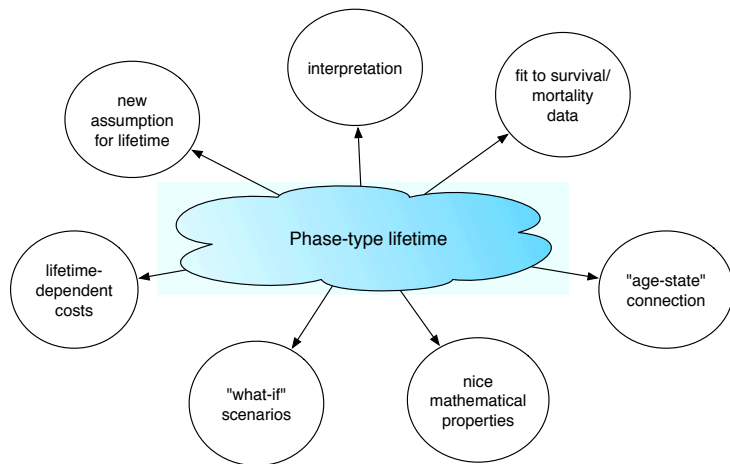 interpretation
fit to survival/
mortality
data
new
assumption
for lifetime
Phase-type lifetime
lifetime-
dependent
costs
"age-state"
connection
"what-if"
scenarios
nice
mathematical
properties